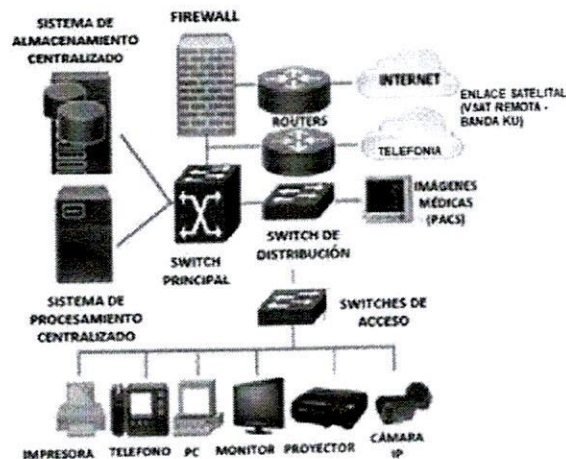 SISTEMA DE
ALMACENAMIENTO
CENTRALIZADO
FIREWALL
ROUTERS
INTERNET
ENLACE SATELITAL
(VSAT REMOTA -
BANDA KU)
TELEFONIA
SWITCH
PRINCIPAL
SWITCH DE
DISTRIBUCIÓN
IMÁGENES
MÉDICAS
(PACS)
SISTEMA DE
PROCESAMIENTO
CENTRALIZADO
SWITCHES DE
ACCESO
IMPRESORA
TELEFONO
PC
MONITOR
PROYECTOR
CÁMARA
IP